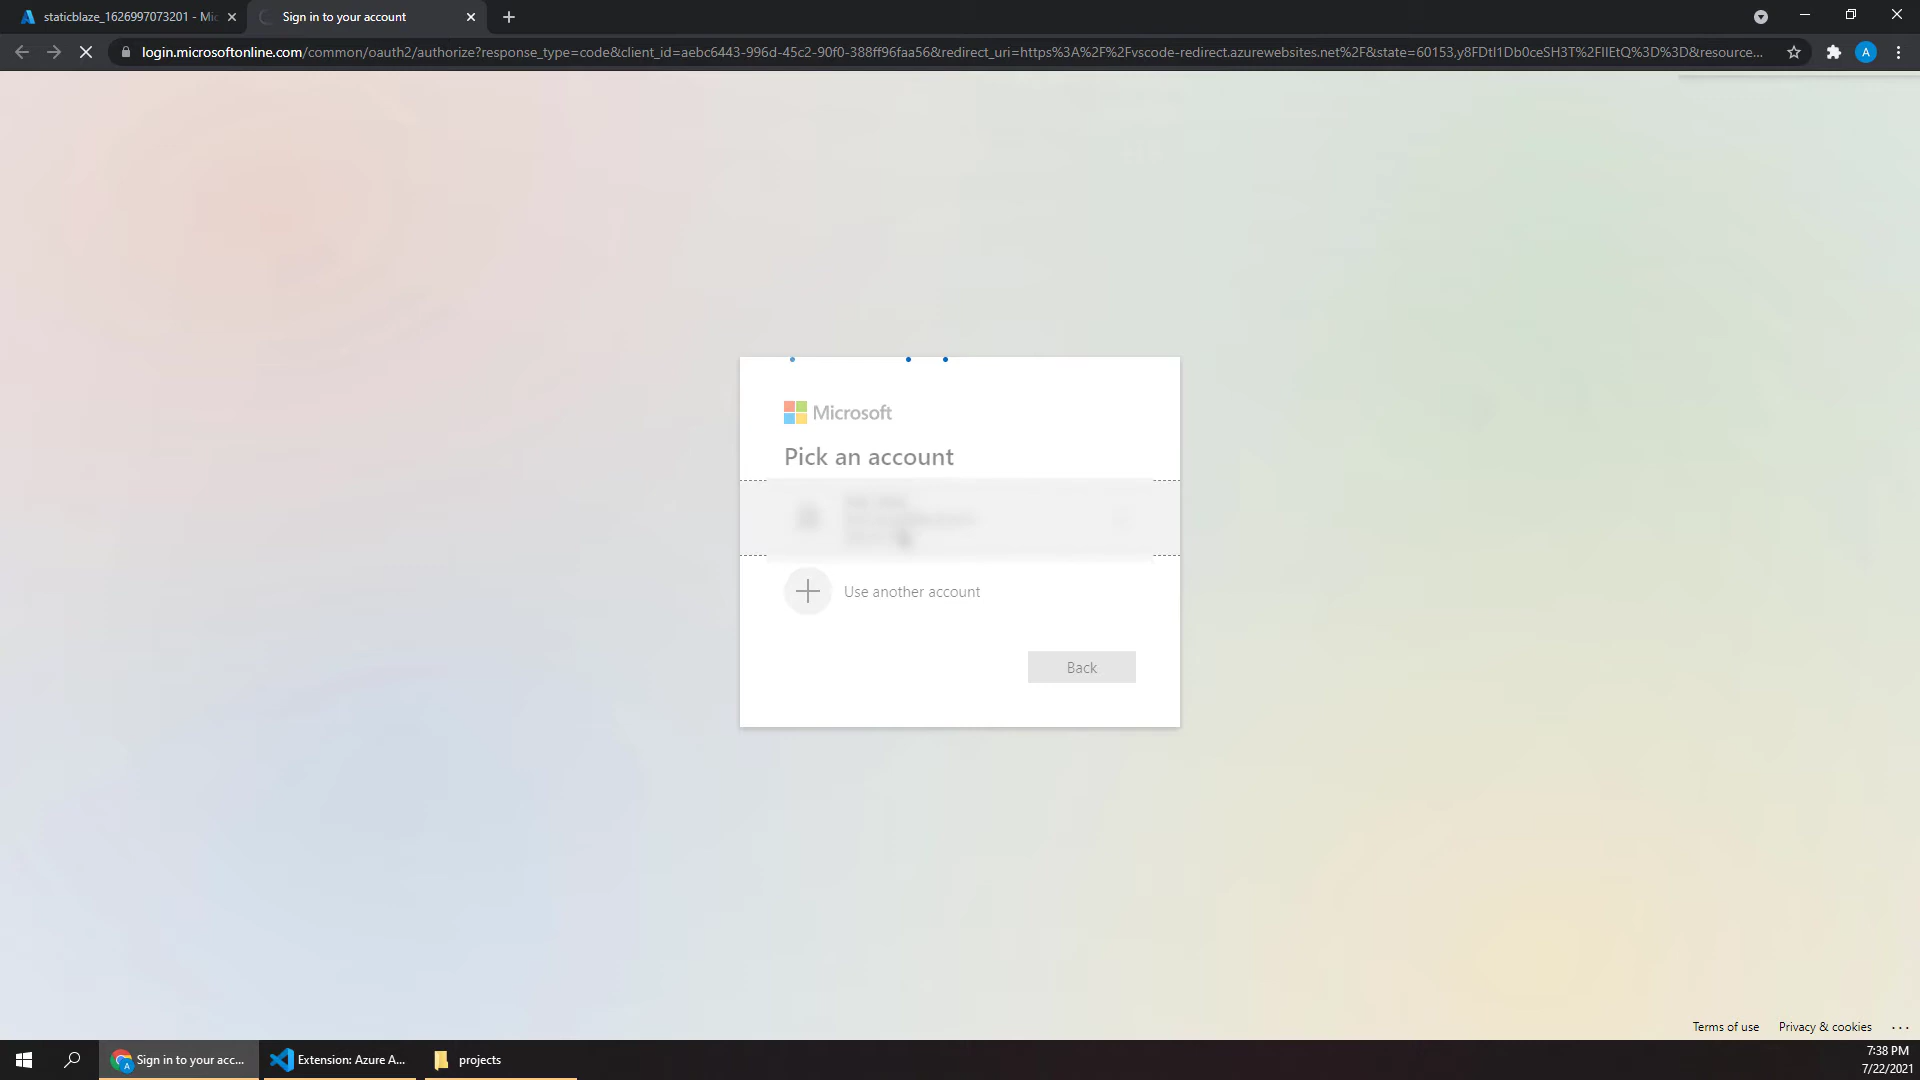 staticblaze_1626997073201 - Mic
Sign in to your account
login.microsoftonline.com/common/oauth2/authorize?response_type=code&client_id=aebc6443-996d-45c2-90f0-388ff96faa56&redirect_uri=https%3A%2F%2Fvscode-redirect.azurewebsites.net%2F&state=60153,y8FDtl1Db0ceSH3T%2FIIEtQ%3D%3D&resource...
A
Microsoft
Pick an account
Use another account
Back
Terms of use
Privacy & cookies
...
Sign in to your acc...
Extension: Azure A...
projects
7:38 PM
7/22/2021